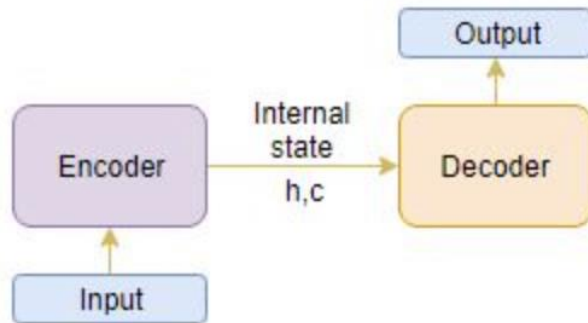 Output
Internal
state
Encoder
Decoder
h,c
Input